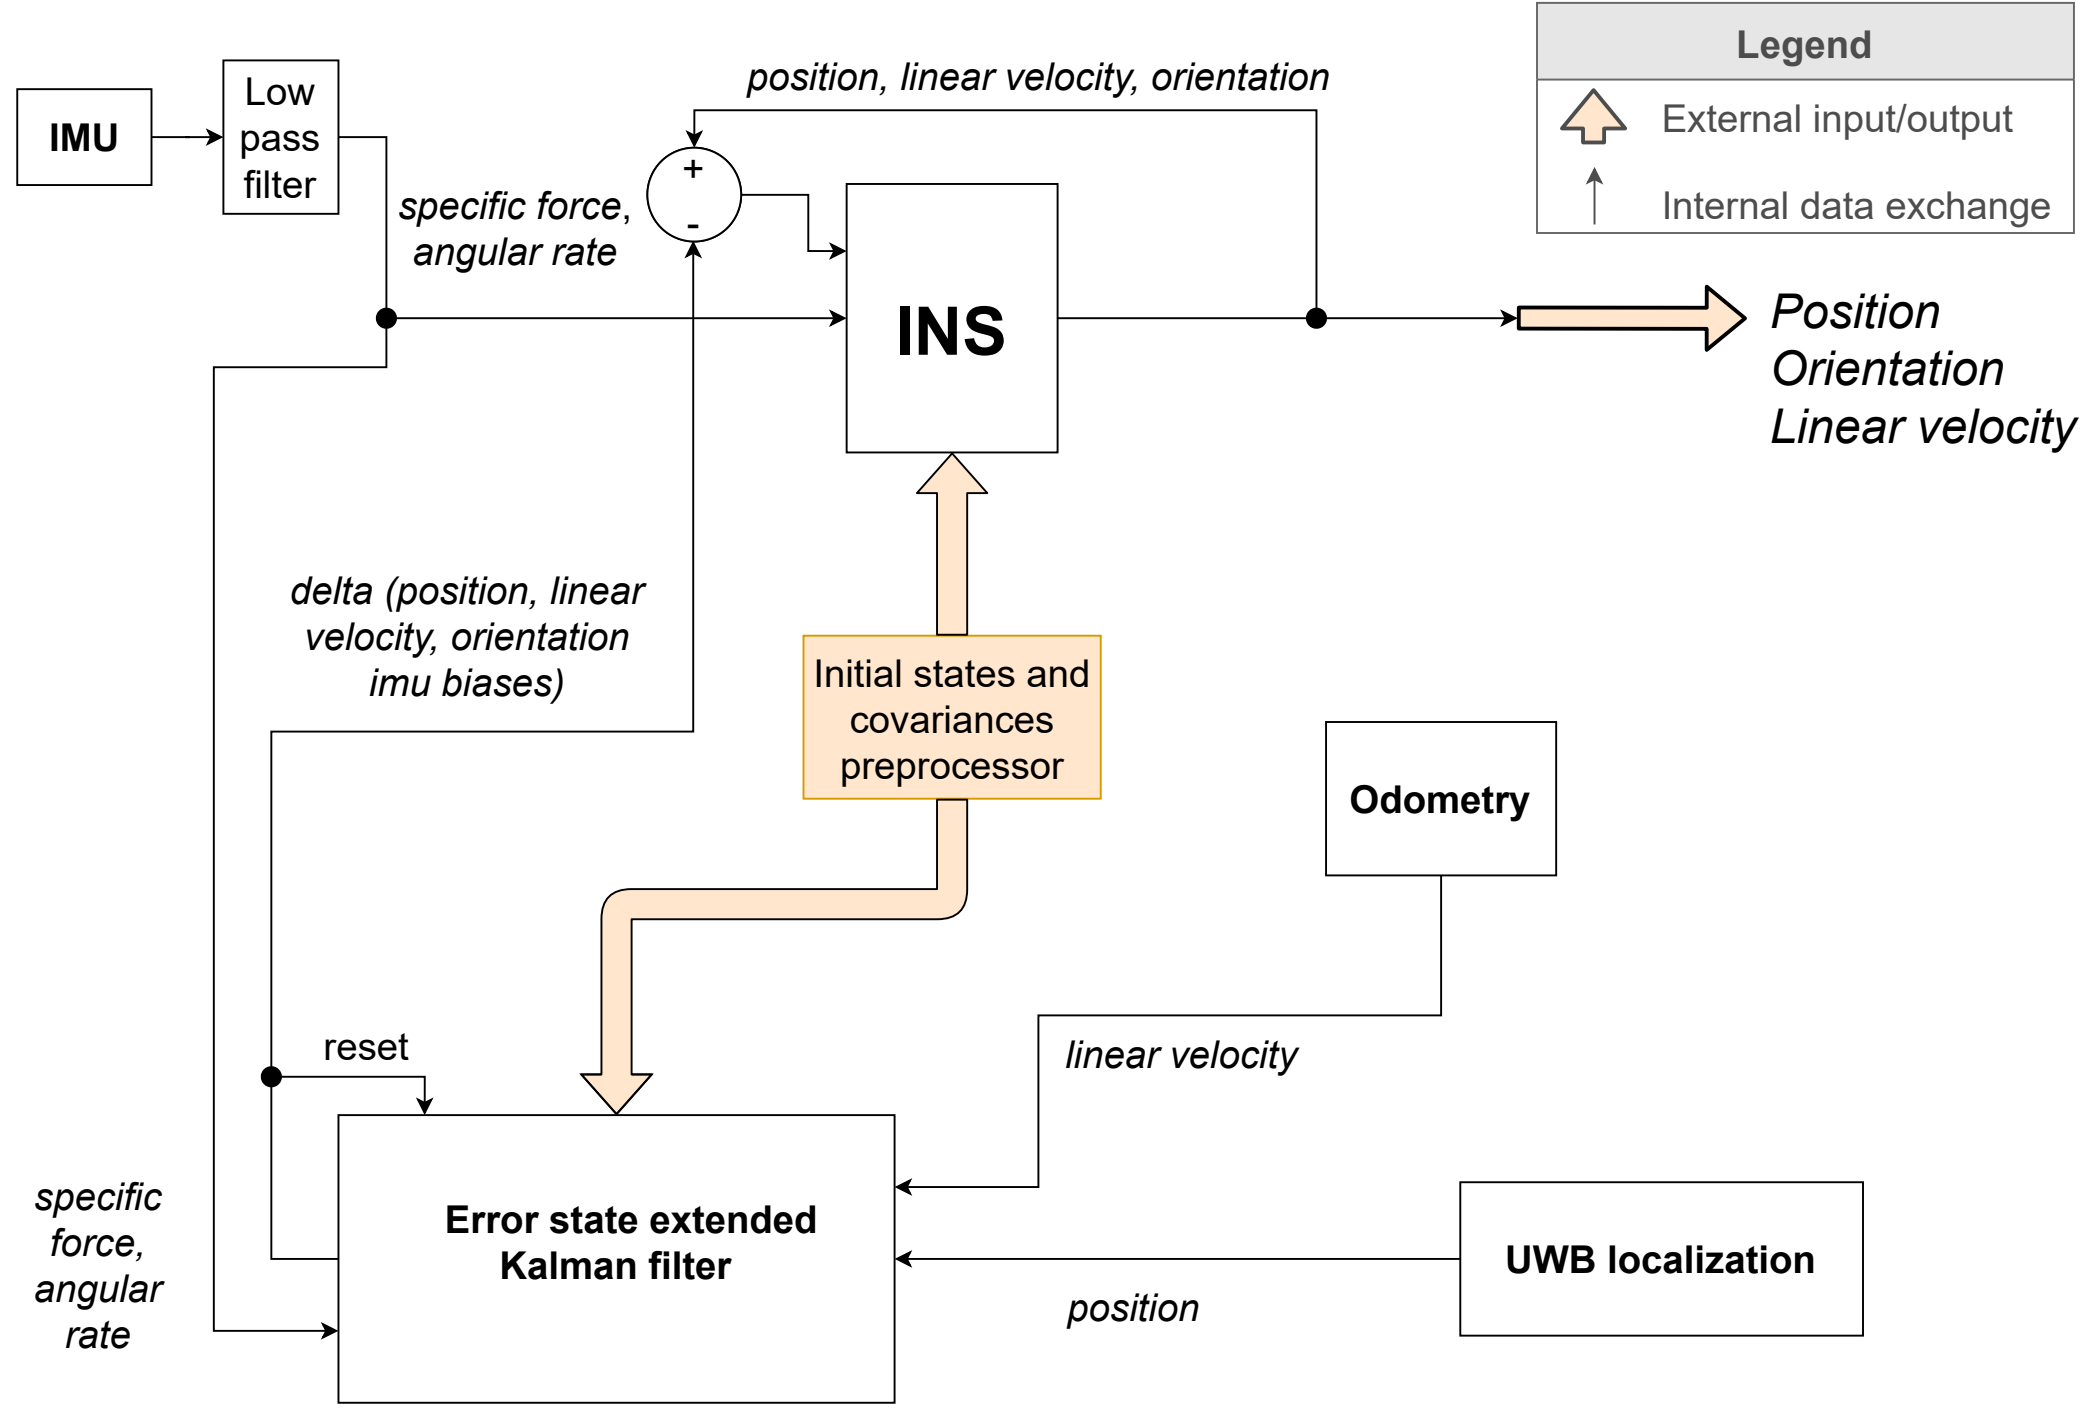 Legend
External input/output
Internal data exchange
IMU
Low
pass
filter
position, linear velocity, orientation
+
-
specific force,
angular rate
INS
Position
Orientation
Linear velocity
delta (position, linear
velocity, orientation
imu biases)
Initial states and
covariances
preprocessor
Odometry
reset
linear velocity
specific
force,
angular
rate
Error state extended
Kalman filter
UWB localization
position